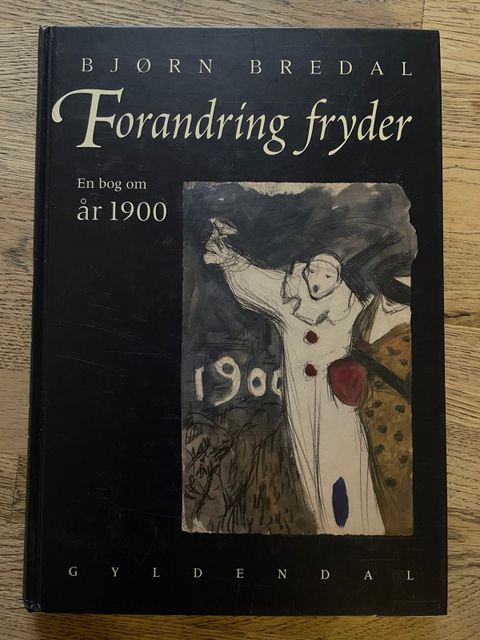 BJØRN BREDAL
Forandring fryder
En bog om
år 1900
1900
GYLDENDAL